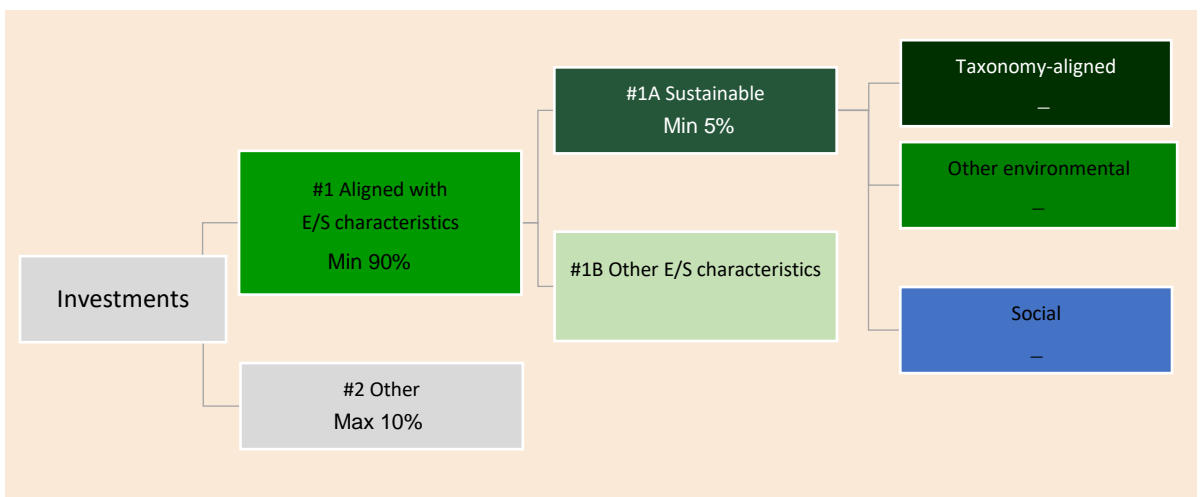 Investments
#1 Aligned with
E/S characteristics
Min 90%
#2 Other
Max 10%
#1A Sustainable
Min 5%
#1B Other E/S characteristics
Taxonomy-aligned
_
Other environmental
_
Social
_